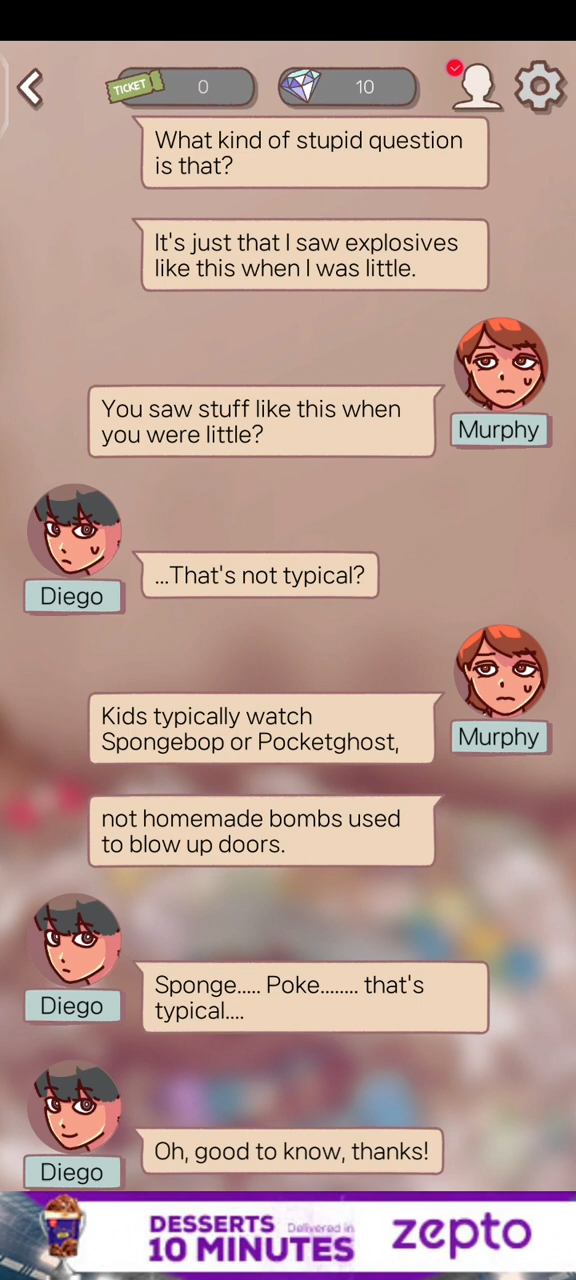 TICKET
0
10
What kind of stupid question
is that?
It's just that I saw explosives
like this when I was little.
Murphy
You saw stuff like this when
you were little?
Diego
...That's not typical?
Murphy
Kids typically watch
Spongebop or Pocketghost,
not homemade bombs used
to blow up doors.
Diego
Sponge..... Poke........ that's
typical....
Diego
Oh, good to know, thanks!
DESSERTS Delivered in
10 MINUTES
zepto